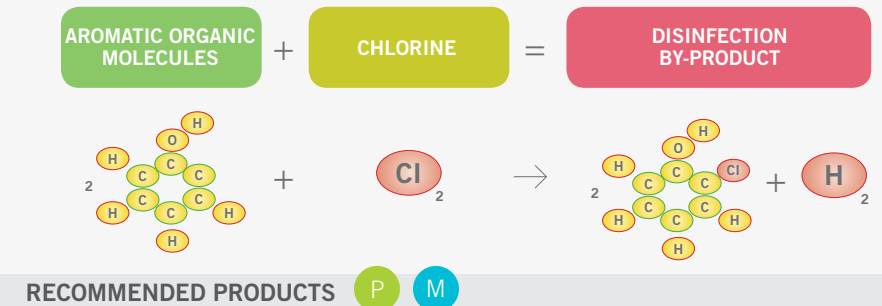 AROMATIC ORGANIC
MOLECULES
+
CHLORINE
=
DISINFECTION
BY-PRODUCT
2
H
O
H
C
C
C
C
C
C
H
H
H
+
Cl
2
→
2
H
O
H
C
C
C
C
C
C
Cl
H
H
H
+
H
2
RECOMMENDED PRODUCTS P M